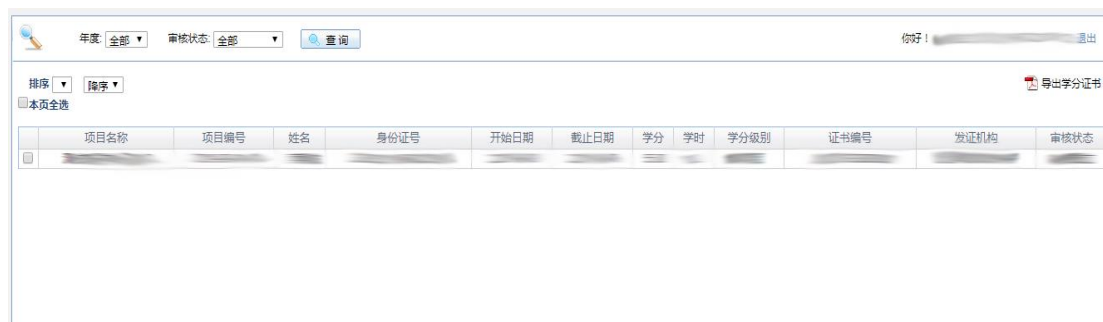 年度: 全部 审核状态: 全部 查询 你好！ 退出
排序 降序 导出学分证书
本页全选
项目名称 项目编号 姓名 身份证号 开始日期 截止日期 学分 学时 学分级别 证书编号 发证机构 审核状态